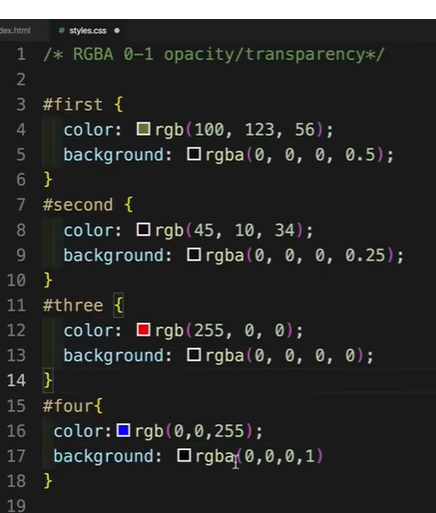 dex.html # styles.css
1 /* RGBA 0-1 opacity/transparency*/
2
3 #first {
4 color: rgb(100, 123, 56);
5 background: rgba(0, 0, 0, 0.5);
6 }
7 #second {
8 color: rgb(45, 10, 34);
9 background: rgba(0, 0, 0, 0.25);
10 }
11 #three {
12 color: rgb(255, 0, 0);
13 background: rgba(0, 0, 0, 0);
14 }
15 #four{
16 color: rgb(0,0,255);
17 background: rgba(0,0,0,1)
18 }
19